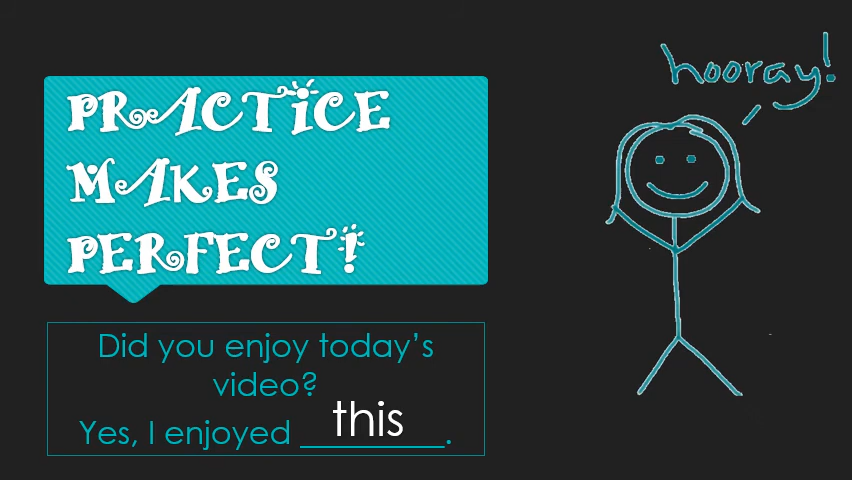 PRACTICE
MAKES
PERFECT!
hooray!
Did you enjoy today's
video?
Yes, I enjoyed this.